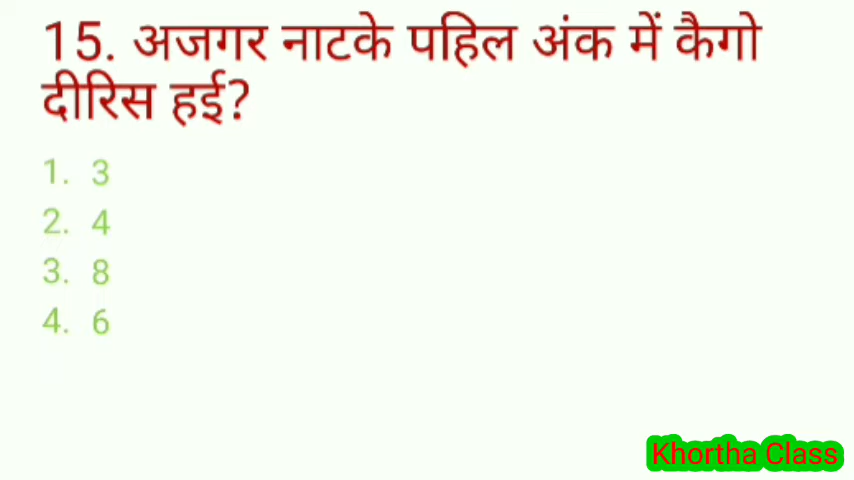 15. अजगर नाटके पहिल अंक में कैगो
दीरिस हई?
1. 3
2. 4
3. 8
4. 6
Khortha Class